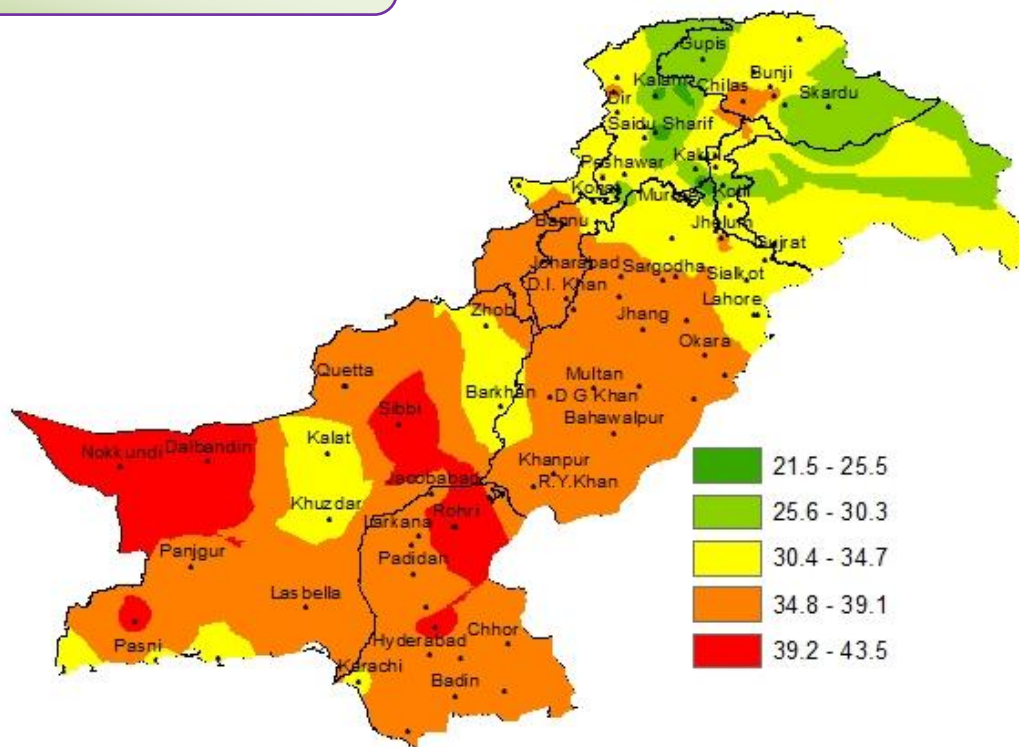 Gupis
Bunji
Kalam
Chilas
Skardu
Dir
Saidu Sharif
Peshawar
Kakul
Kohat
Murree
Kotli
Jhelum
Gujrat
Bannu
Joharabad
Sargodha
Sialkot
D.I. Khan
Lahore
Zhob
Jhang
Okara
Quetta
Multan
Barkhan
D G Khan
Sibbi
Bahawalpur
Kalat
Nokkundi
Dalbandin
Khanpur
Jacobabad
R.Y.Khan
Khuzdar
Rohri
Larkana
Panjgur
Padidan
Lasbella
Pasni
Hyderabad
Chhor
Karachi
Badin
21.5 - 25.5
25.6 - 30.3
30.4 - 34.7
34.8 - 39.1
39.2 - 43.5